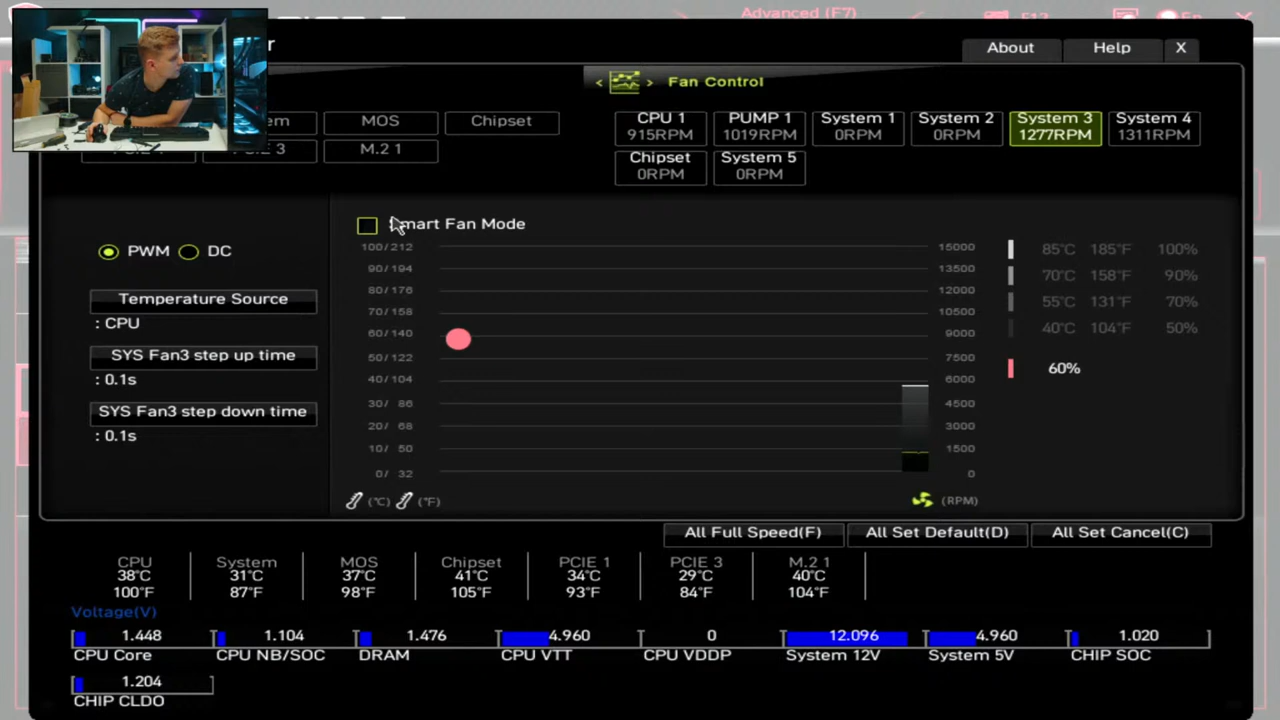 Advanced (F7)
F12
En
X
r
About
Help
X
< > Fan Control
em
MOS
Chipset
CPU 1
915RPM
PUMP 1
1019RPM
System 1
0RPM
System 2
0RPM
System 3
1277RPM
System 4
1311RPM
PCIE 1
PCIE 3
M.2 1
Chipset
0RPM
System 5
0RPM
Smart Fan Mode
PWM
DC
Temperature Source
: CPU
SYS Fan3 step up time
: 0.1s
SYS Fan3 step down time
: 0.1s
100/212
90/194
80/176
70/158
60/140
50/122
40/104
30/ 86
20/ 68
10/ 50
0/ 32
15000
13500
12000
10500
9000
7500
6000
4500
3000
1500
0
85°C 185°F 100%
70°C 158°F 90%
55°C 131°F 70%
40°C 104°F 50%
60%
(°C) (°F)
(RPM)
All Full Speed(F)
All Set Default(D)
All Set Cancel(C)
CPU
38°C
100°F
System
31°C
87°F
MOS
37°C
98°F
Chipset
41°C
105°F
PCIE 1
34°C
93°F
PCIE 3
29°C
84°F
M.2 1
40°C
104°F
Voltage(V)
1.448
CPU Core
1.104
CPU NB/SOC
1.476
DRAM
4.960
CPU VTT
0
CPU VDDP
12.096
System 12V
4.960
System 5V
1.020
CHIP SOC
1.204
CHIP CLDO